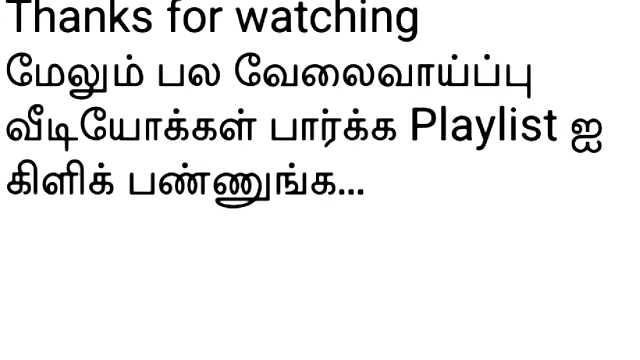 Thanks for watching
மேலும் பல வேலைவாய்ப்பு
வீடியோக்கள் பார்க்க Playlist ஐ
கிளிக் பண்ணுங்க...